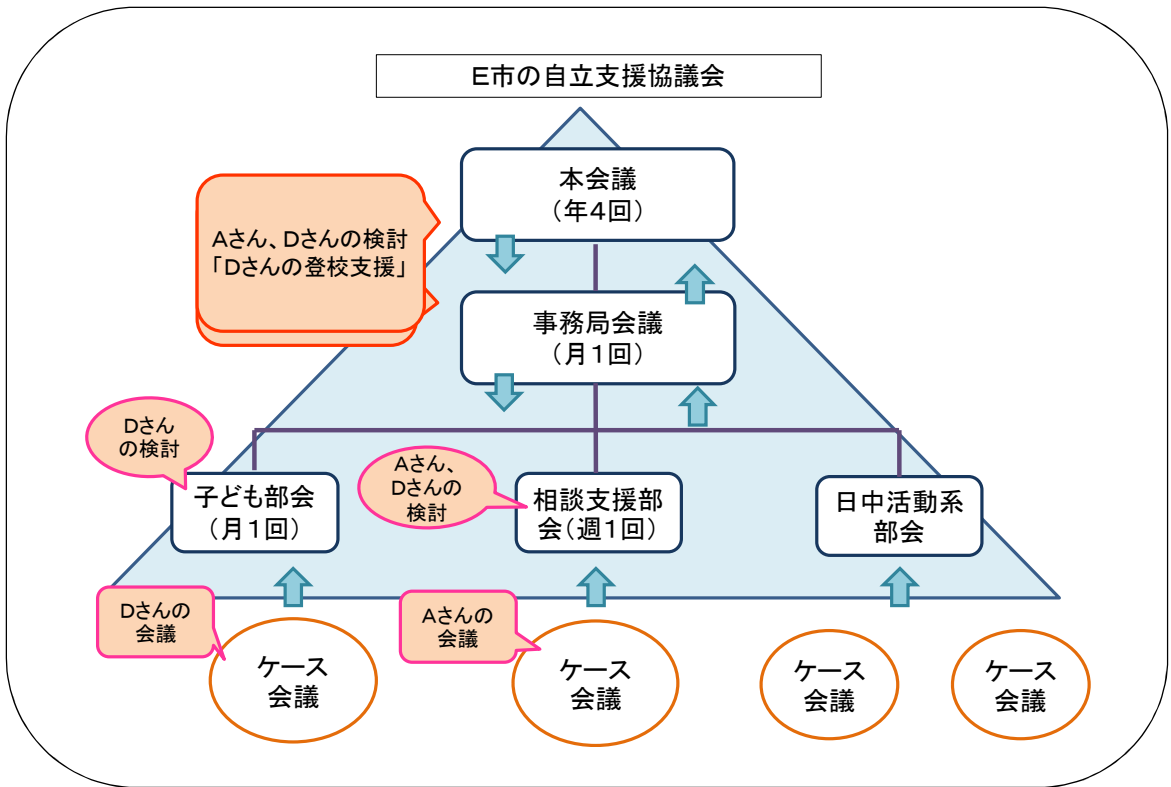 E市の自立支援協議会
本会議
（年４回）
Aさん、Dさんの検討
「Dさんの登校支援」
事務局会議
（月１回）
Dさん
の検討
Aさん、
Dさんの
検討
子ども部会
（月１回）
相談支援部
会（週１回）
日中活動系
部会
Dさんの
会議
Aさんの
会議
ケース
会議
ケース
会議
ケース
会議
ケース
会議